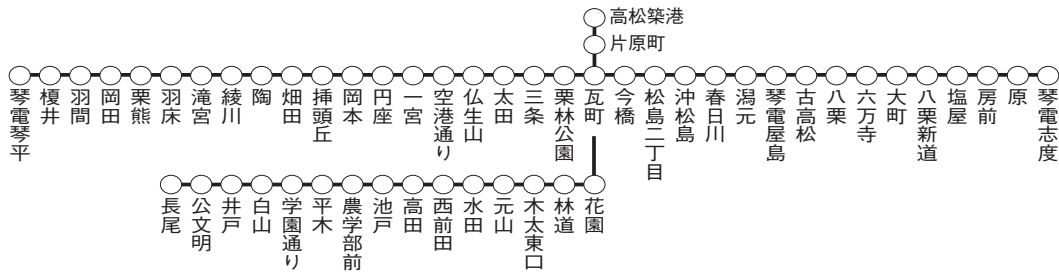 高松築港
片原町
琴電琴平
榎井
羽間
岡田
栗熊
羽床
滝宮
綾川
陶
畑田
挿頭丘
岡本
円座
一宮
空港通り
仏生山
太田
三条
栗林公園
瓦町
今橋
松島二丁目
沖松島
春日川
潟元
琴電屋島
古高松
八栗
六万寺
大町
八栗新道
塩屋
房前
原
琴電志度
長尾
公文明
井戸
白山
学園通り
平木
農学部前
池戸
高田
西前田
水田
元山
木太東口
林道
花園